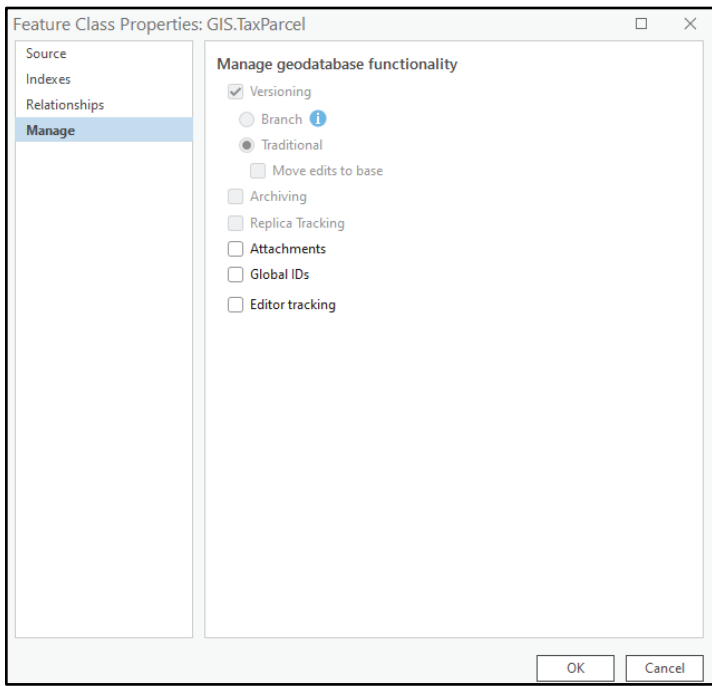 Feature Class Properties: GIS.TaxParcel
Source
Indexes
Relationships
Manage
Manage geodatabase functionality
Versioning
Branch
Traditional
Move edits to base
Archiving
Replica Tracking
Attachments
Global IDs
Editor tracking
OK
Cancel